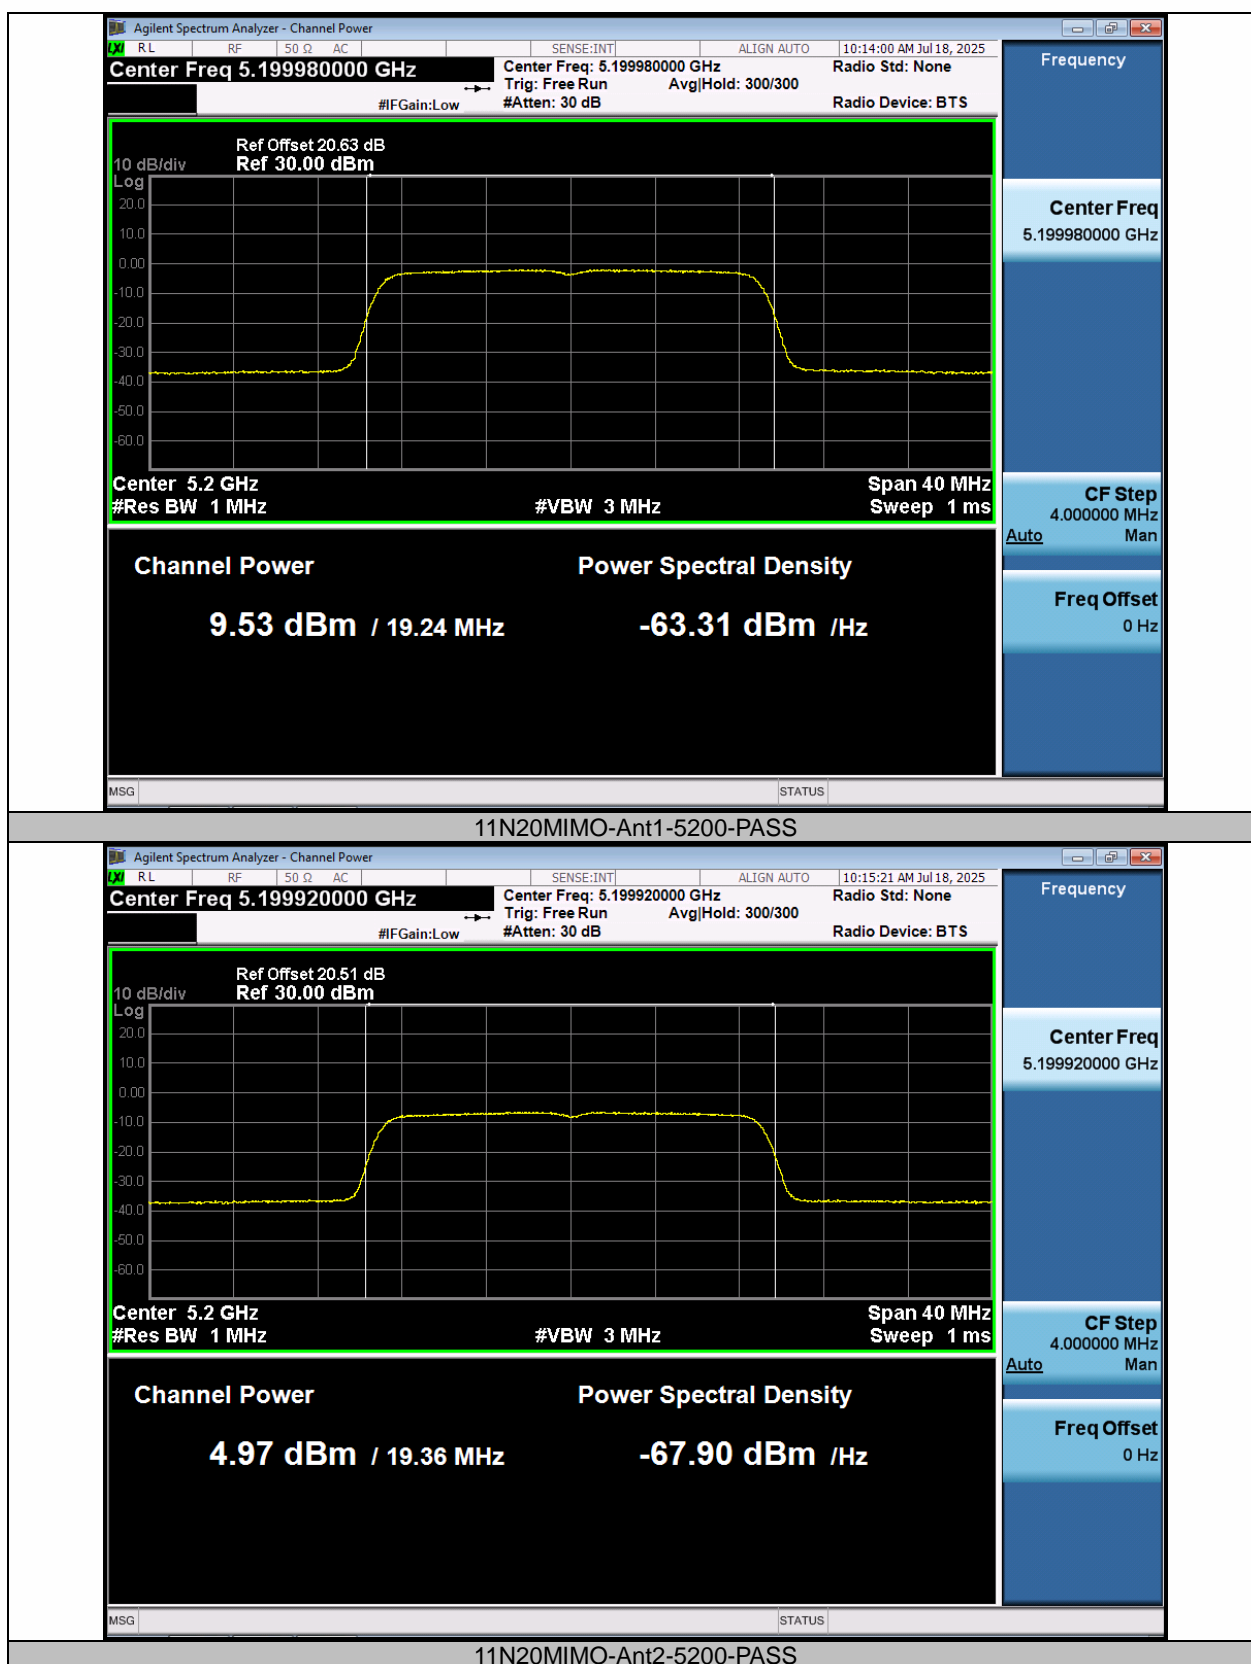 Agilent Spectrum Analyzer - Channel Power
LXI RL RF 50 Ω AC SENSE:INT ALIGN AUTO 10:14:00 AM Jul 18, 2025
Center Freq 5.199980000 GHz
Center Freq: 5.199980000 GHz Radio Std: None
Trig: Free Run Avg|Hold: 300/300
#IFGain:Low #Atten: 30 dB Radio Device: BTS
Frequency
Ref Offset 20.63 dB
10 dB/div Ref 30.00 dBm
Log
20.0
10.0
0.00
-10.0
-20.0
-30.0
-40.0
-50.0
-60.0
Center 5.2 GHz Span 40 MHz
#Res BW 1 MHz #VBW 3 MHz Sweep 1 ms
Channel Power Power Spectral Density
9.53 dBm / 19.24 MHz -63.31 dBm /Hz
Center Freq
5.199980000 GHz
CF Step
4.000000 MHz
Auto Man
Freq Offset
0 Hz
MSG STATUS
11N20MIMO-Ant1-5200-PASS
Agilent Spectrum Analyzer - Channel Power
LXI RL RF 50 Ω AC SENSE:INT ALIGN AUTO 10:15:21 AM Jul 18, 2025
Center Freq 5.199920000 GHz
Center Freq: 5.199920000 GHz Radio Std: None
Trig: Free Run Avg|Hold: 300/300
#IFGain:Low #Atten: 30 dB Radio Device: BTS
Frequency
Ref Offset 20.51 dB
10 dB/div Ref 30.00 dBm
Log
20.0
10.0
0.00
-10.0
-20.0
-30.0
-40.0
-50.0
-60.0
Center 5.2 GHz Span 40 MHz
#Res BW 1 MHz #VBW 3 MHz Sweep 1 ms
Channel Power Power Spectral Density
4.97 dBm / 19.36 MHz -67.90 dBm /Hz
Center Freq
5.199920000 GHz
CF Step
4.000000 MHz
Auto Man
Freq Offset
0 Hz
MSG STATUS
11N20MIMO-Ant2-5200-PASS